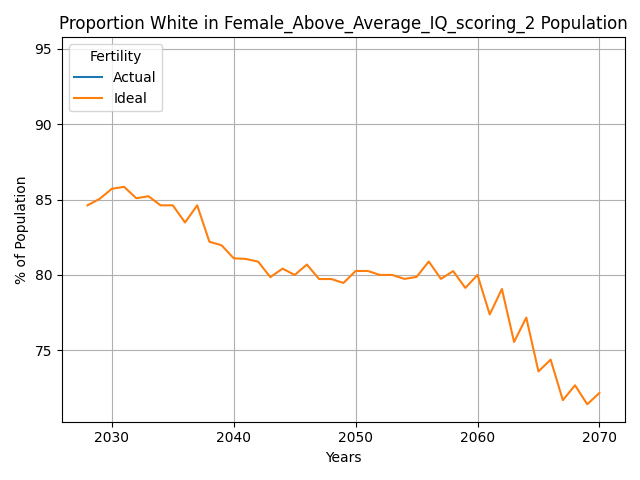 Proportion White in Female_Above_Average_IQ_scoring_2 Population
Fertility
Actual
Ideal
95
90
85
80
75
% of Population
2030 2040 2050 2060 2070
Years